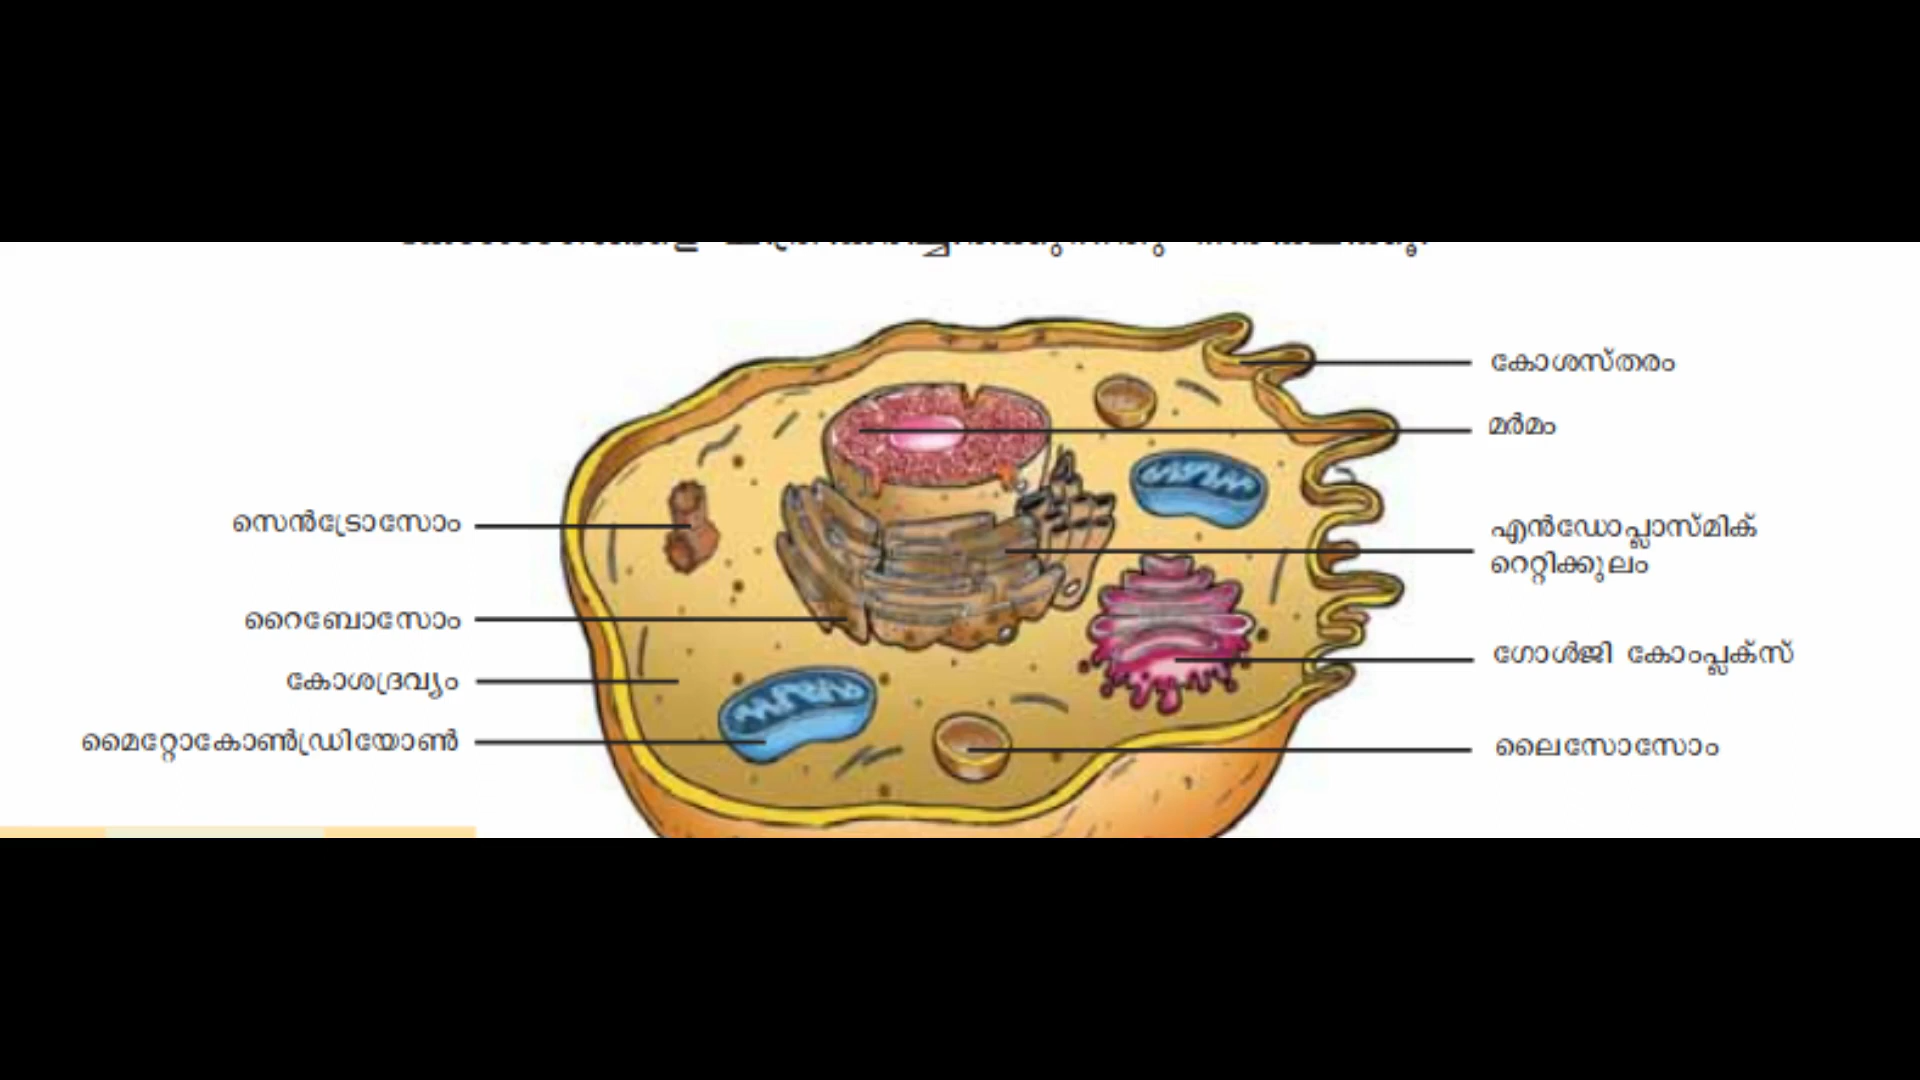 കോശസ്തരം
മർമം
സെൻട്രോസോം
എൻഡോപ്ലാസ്മിക്
റെറ്റിക്കുലം
റൈബോസോം
ഗോൾജി കോംപ്ലക്സ്
കോശദ്രവ്യം
മൈറ്റോകോൺഡ്രിയോൺ
ലൈസോസോം